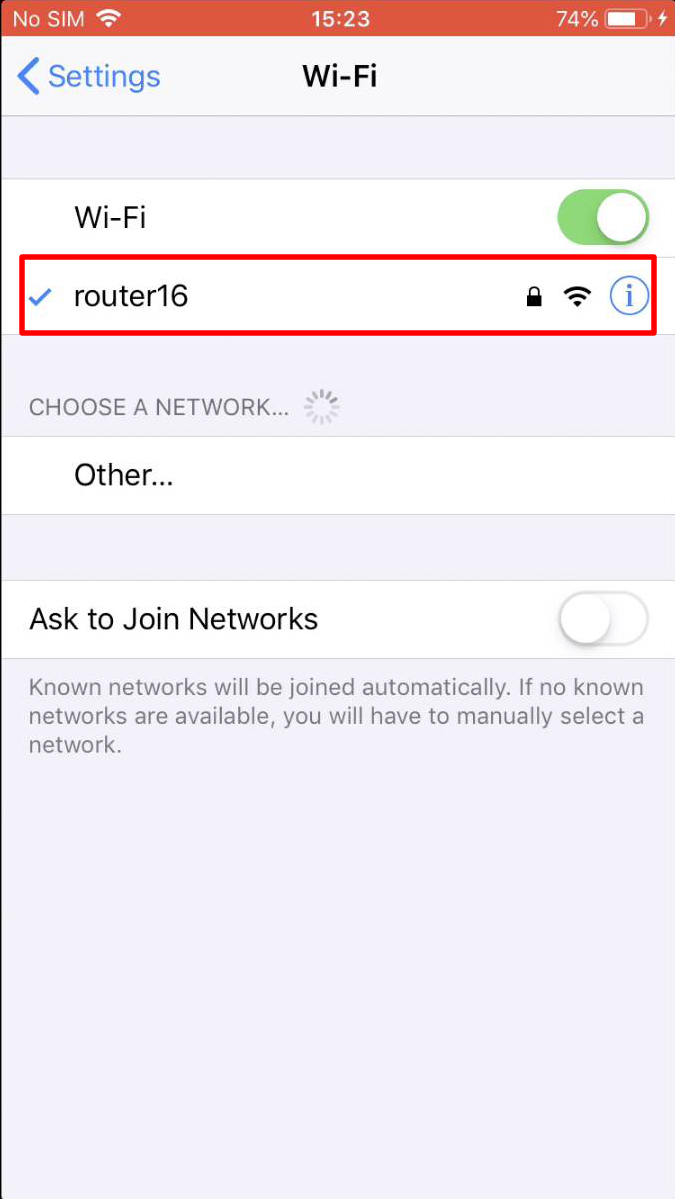 No SIM 15:23 74%
Settings Wi-Fi
Wi-Fi
router16
CHOOSE A NETWORK...
Other...
Ask to Join Networks
Known networks will be joined automatically. If no known
networks are available, you will have to manually select a
network.